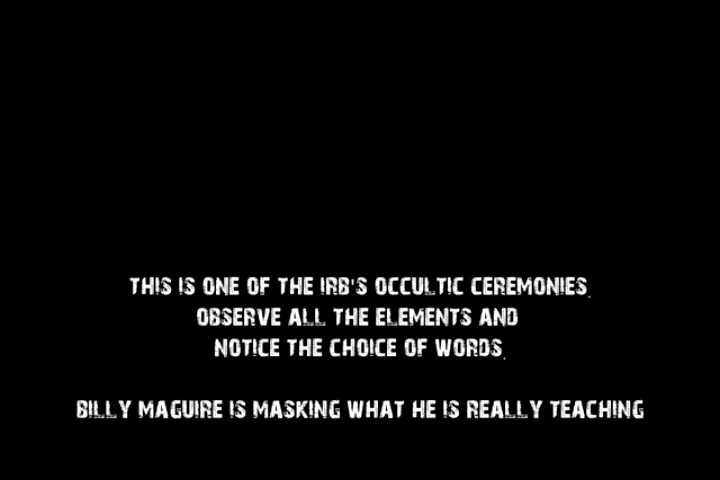 THIS IS ONE OF THE IRB'S OCCULTIC CEREMONIES.
OBSERVE ALL THE ELEMENTS AND
NOTICE THE CHOICE OF WORDS.
BILLY MAGUIRE IS MASKING WHAT HE IS REALLY TEACHING